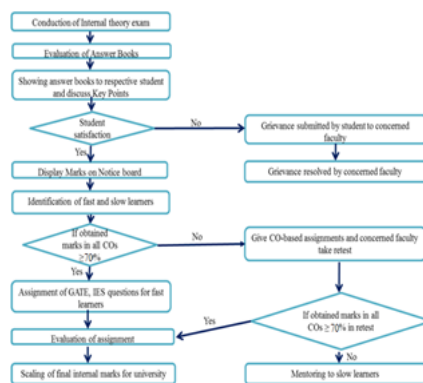 Conduction of Internal theory exam
Evaluation of Answer Books
Showing answer books to respective student
and discuss Key Points
Student
satisfaction
No
Grievance submitted by student to concerned
faculty
Yes
Grievance resolved by concerned faculty
Display Marks on Notice board
Identification of fast and slow learners
If obtained
marks in all COs
≥70%
No
Give CO-based assignments and concerned faculty
take retest
Yes
Assignment of GATE, IES questions for fast
learners
If obtained marks in all
COs ≥ 70% in retest
Yes
Evaluation of assignment
No
Scaling of final internal marks for university
Mentoring to slow learners